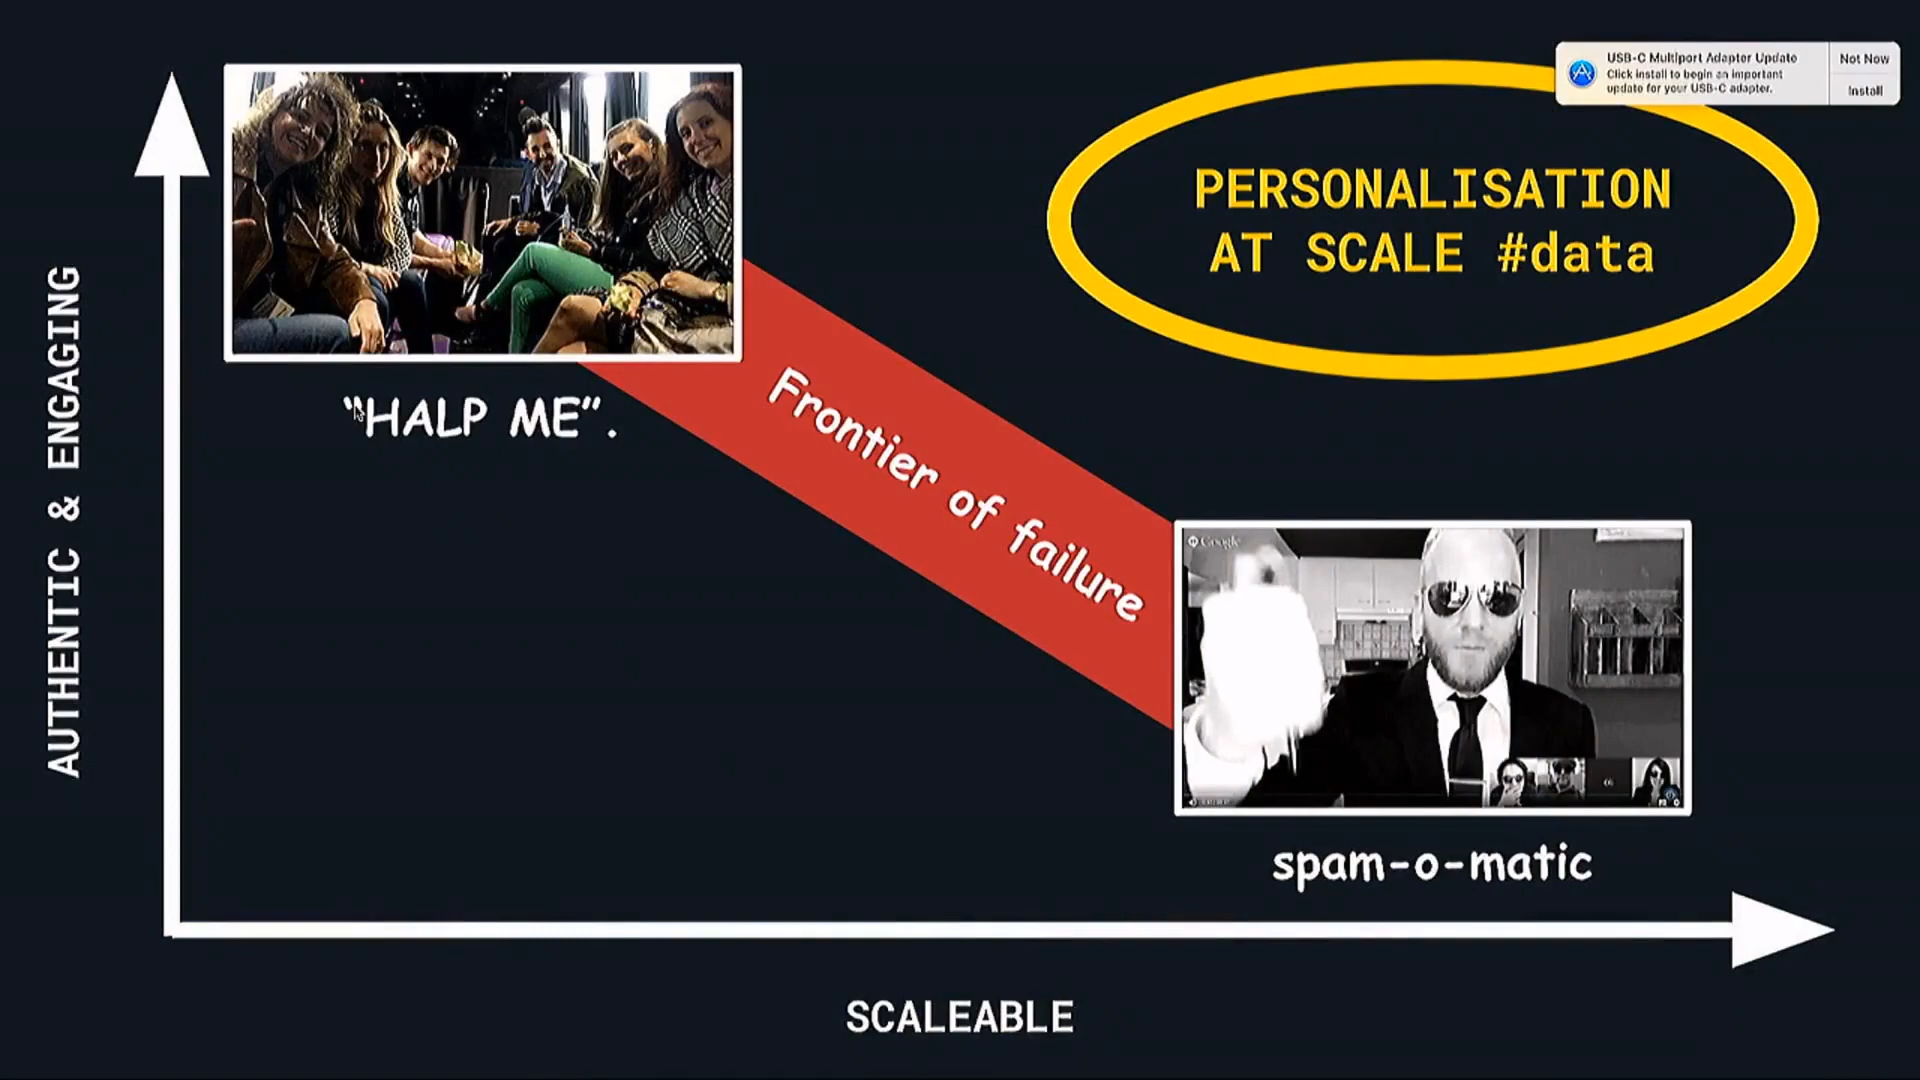 USB-C Multiport Adapter Update
Click install to begin an important
update for your USB-C adapter.
Not Now
Install
PERSONALISATION
AT SCALE #data
AUTHENTIC & ENGAGING
“HALP ME”.
Frontier of failure
Google
spam-o-matic
SCALEABLE